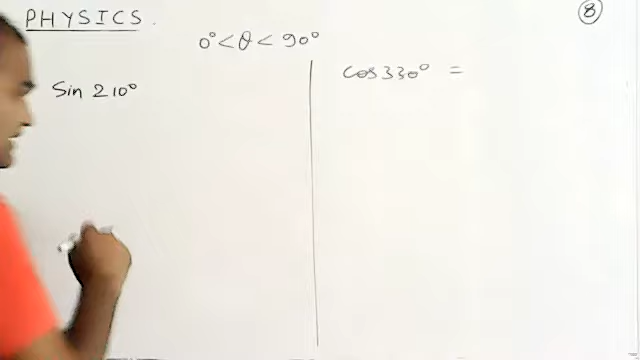 PHYSICS.
8
0° < θ < 90°
Sin 210°
cos 330° =